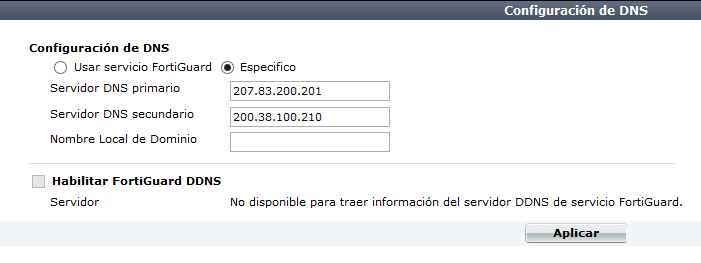 Configuración de DNS
Configuración de DNS
Usar servicio FortiGuard Especifico
Servidor DNS primario 207.83.200.201
Servidor DNS secundario 200.38.100.210
Nombre Local de Dominio
Habilitar FortiGuard DDNS
Servidor No disponible para traer información del servidor DDNS de servicio FortiGuard.
Aplicar